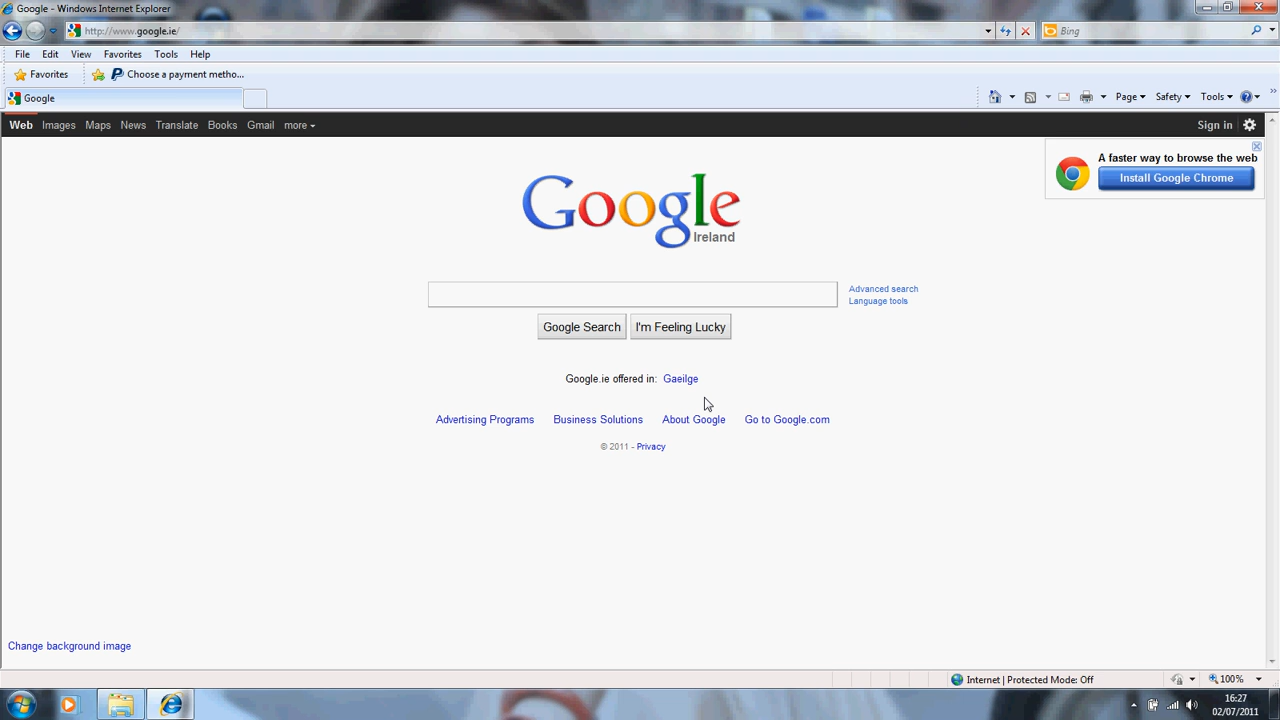 Google - Windows Internet Explorer
http://www.google.ie/
Bing
File Edit View Favorites Tools Help
Favorites Choose a payment metho...
Google
Page Safety Tools
Web Images Maps News Translate Books Gmail more Sign in
A faster way to browse the web
Install Google Chrome
Google
Ireland
Advanced search
Language tools
Google Search I'm Feeling Lucky
Google.ie offered in: Gaeilge
Advertising Programs Business Solutions About Google Go to Google.com
© 2011 - Privacy
Change background image
Internet | Protected Mode: Off 100%
16:27
02/07/2011